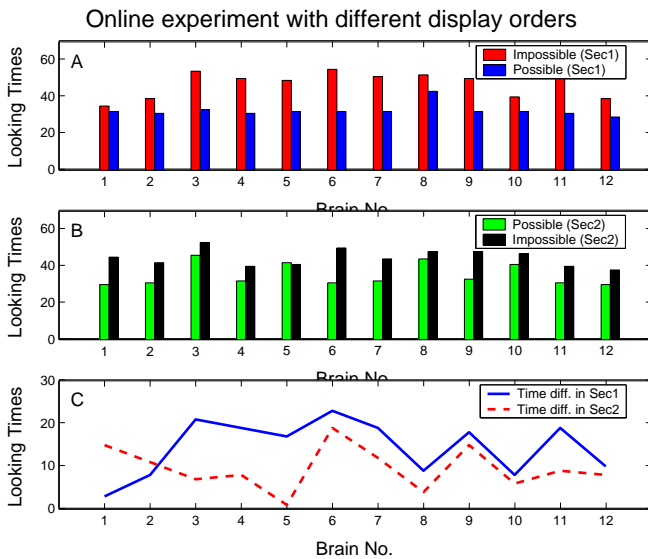 Online experiment with different display orders
A
Impossible (Sec1)
Possible (Sec1)
Looking Times
60
40
20
0
1 2 3 4 5 6 7 8 9 10 11 12
Brain No.
B
Possible (Sec2)
Impossible (Sec2)
Looking Times
60
40
20
0
1 2 3 4 5 6 7 8 9 10 11 12
Brain No.
C
Time diff. in Sec1
Time diff. in Sec2
Looking Times
30
20
10
0
1 2 3 4 5 6 7 8 9 10 11 12
Brain No.